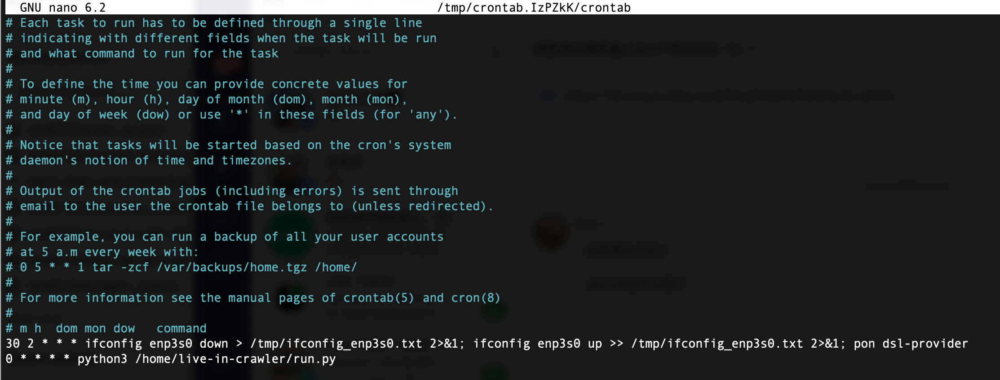 GNU nano 6.2 /tmp/crontab.IzPZkK/crontab
# Each task to run has to be defined through a single line
# indicating with different fields when the task will be run
# and what command to run for the task
#
# To define the time you can provide concrete values for
# minute (m), hour (h), day of month (dom), month (mon),
# and day of week (dow) or use '*' in these fields (for 'any').
#
# Notice that tasks will be started based on the cron's system
# daemon's notion of time and timezones.
#
# Output of the crontab jobs (including errors) is sent through
# email to the user the crontab file belongs to (unless redirected).
#
# For example, you can run a backup of all your user accounts
# at 5 a.m every week with:
# 0 5 * * 1 tar -zcf /var/backups/home.tgz /home/
#
# For more information see the manual pages of crontab(5) and cron(8)
#
# m h  dom mon dow   command
30 2 * * * ifconfig enp3s0 down > /tmp/ifconfig_enp3s0.txt 2>&1; ifconfig enp3s0 up >> /tmp/ifconfig_enp3s0.txt 2>&1; pon dsl-provider
0 * * * * python3 /home/live-in-crawler/run.py